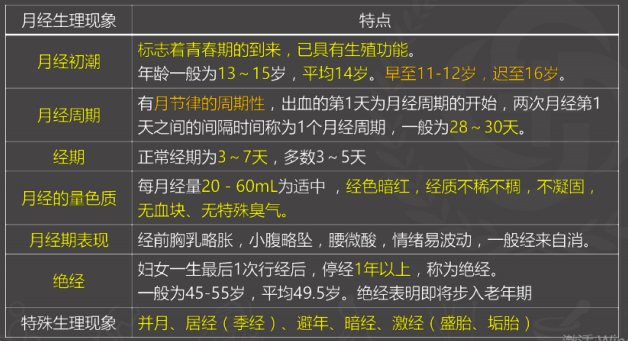 月经生理现象 特点
月经初潮 标志着青春期的到来，已具有生殖功能。
年龄一般为13～15岁，平均14岁。早至11-12岁，迟至16岁。
月经周期 有月节律的周期性，出血的第1天为月经周期的开始，两次月经第1
天之间的间隔时间称为1个月经周期，一般为28～30天。
经期 正常经期为3～7天，多数3～5天
月经的量色质 每月经量20 - 60mL为适中 ，经色暗红，经质不稀不稠，不凝固，
无血块、无特殊臭气。
月经期表现 经前胸乳略胀，小腹略坠，腰微酸，情绪易波动，一般经来自消。
绝经 妇女一生最后1次行经后，停经1年以上，称为绝经。
一般为45-55岁，平均49.5岁。绝经表明即将步入老年期
特殊生理现象 并月、居经（季经）、避年、暗经、激经（盛胎、垢胎）
激活 Win